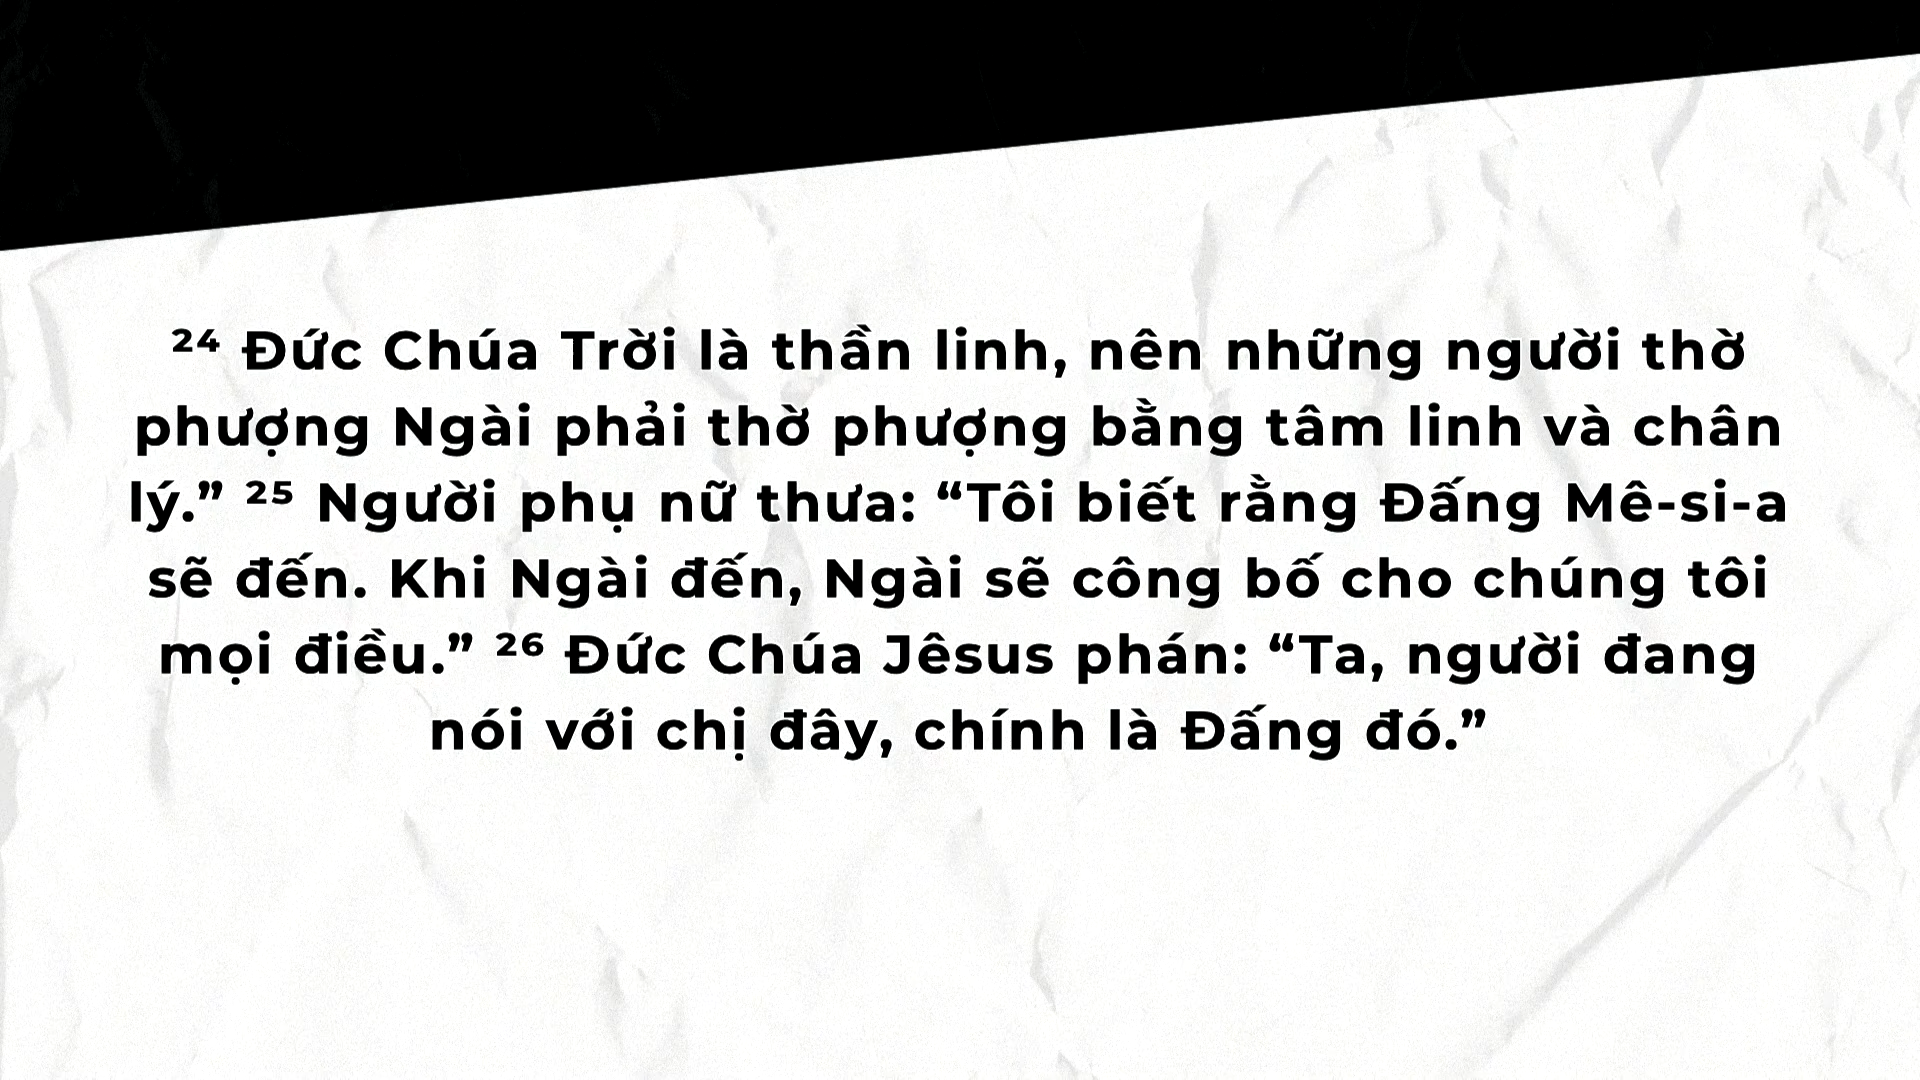 ²⁴ Đức Chúa Trời là thần linh, nên những người thờ
phượng Ngài phải thờ phượng bằng tâm linh và chân
lý.” ²⁵ Người phụ nữ thưa: “Tôi biết rằng Đấng Mê-si-a
sẽ đến. Khi Ngài đến, Ngài sẽ công bố cho chúng tôi
mọi điều.” ²⁶ Đức Chúa Jêsus phán: “Ta, người đang
nói với chị đây, chính là Đấng đó.”